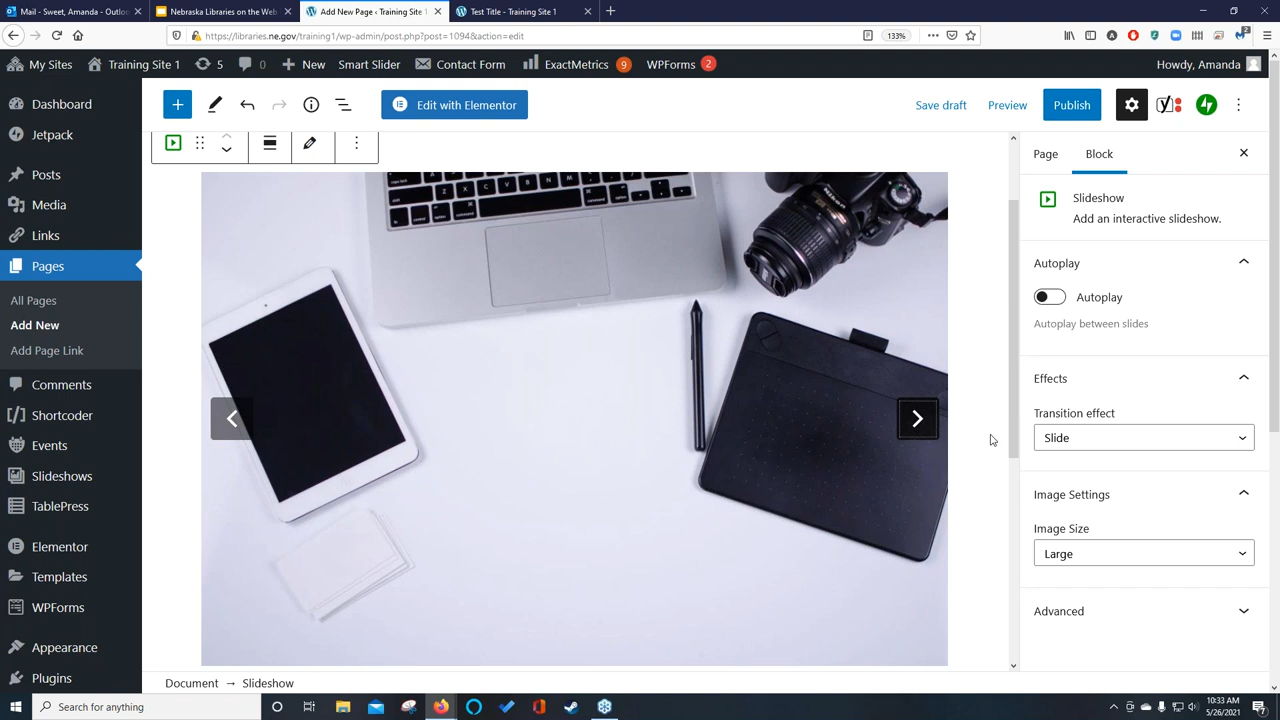 Mail - Sweet, Amanda - Outlo
Nebraska Libraries on the Web
Add New Page ‹ Training Site 1
Test Title - Training Site 1
https://libraries.ne.gov/training1/wp-admin/post.php?post=1094&action=edit
133%
My Sites
Training Site 1
5
0
New
Smart Slider
Contact Form
ExactMetrics 9
WPForms 2
Howdy, Amanda
Dashboard
Jetpack
Posts
Media
Links
Pages
All Pages
Add New
Add Page Link
Comments
Shortcoder
Events
Slideshows
TablePress
Elementor
Templates
WPForms
Appearance
Plugins
Edit with Elementor
Save draft
Preview
Publish
Page
Block
Slideshow
Add an interactive slideshow.
Autoplay
Autoplay
Autoplay between slides
Effects
Transition effect
Slide
Image Settings
Image Size
Large
Advanced
Document → Slideshow
Search for anything
10:33 AM
5/26/2021